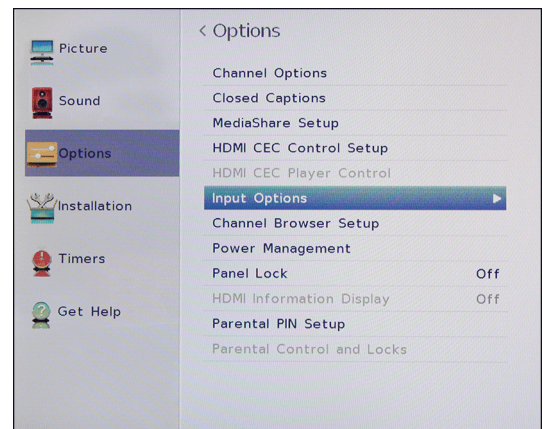 Picture
Sound
Options
Installation
Timers
Get Help
< Options
Channel Options
Closed Captions
MediaShare Setup
HDMI CEC Control Setup
HDMI CEC Player Control
Input Options
Channel Browser Setup
Power Management
Panel Lock Off
HDMI Information Display Off
Parental PIN Setup
Parental Control and Locks